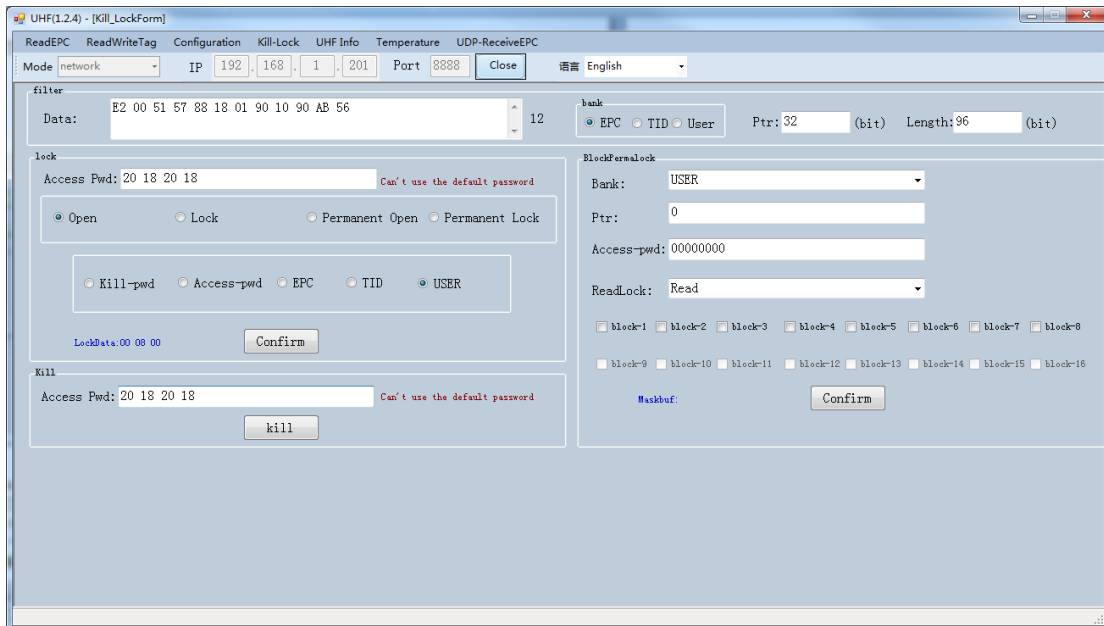 UHF(1.2.4) - [Kill_LockForm]
ReadEPC ReadWriteTag Configuration Kill-Lock UHF Info Temperature UDP-ReceiveEPC
Mode network IP 192 . 168 . 1 . 201 Port 8888 Close 语言 English
filter
Data: E2 00 51 57 88 18 01 90 10 90 AB 56 12
bank
EPC TID User Ptr: 32 (bit) Length: 96 (bit)
lock
Access Pwd: 20 18 20 18 Can't use the default password
Open Lock Permanent Open Permanent Lock
Kill-pwd Access-pwd EPC TID USER
LockData:00 08 00 Confirm
Kill
Access Pwd: 20 18 20 18 Can't use the default password
kill
BlockPermalock
Bank: USER
Ptr: 0
Access-pwd: 00000000
ReadLock: Read
block-1 block-2 block-3 block-4 block-5 block-6 block-7 block-8
block-9 block-10 block-11 block-12 block-13 block-14 block-15 block-16
Maskbuf: Confirm